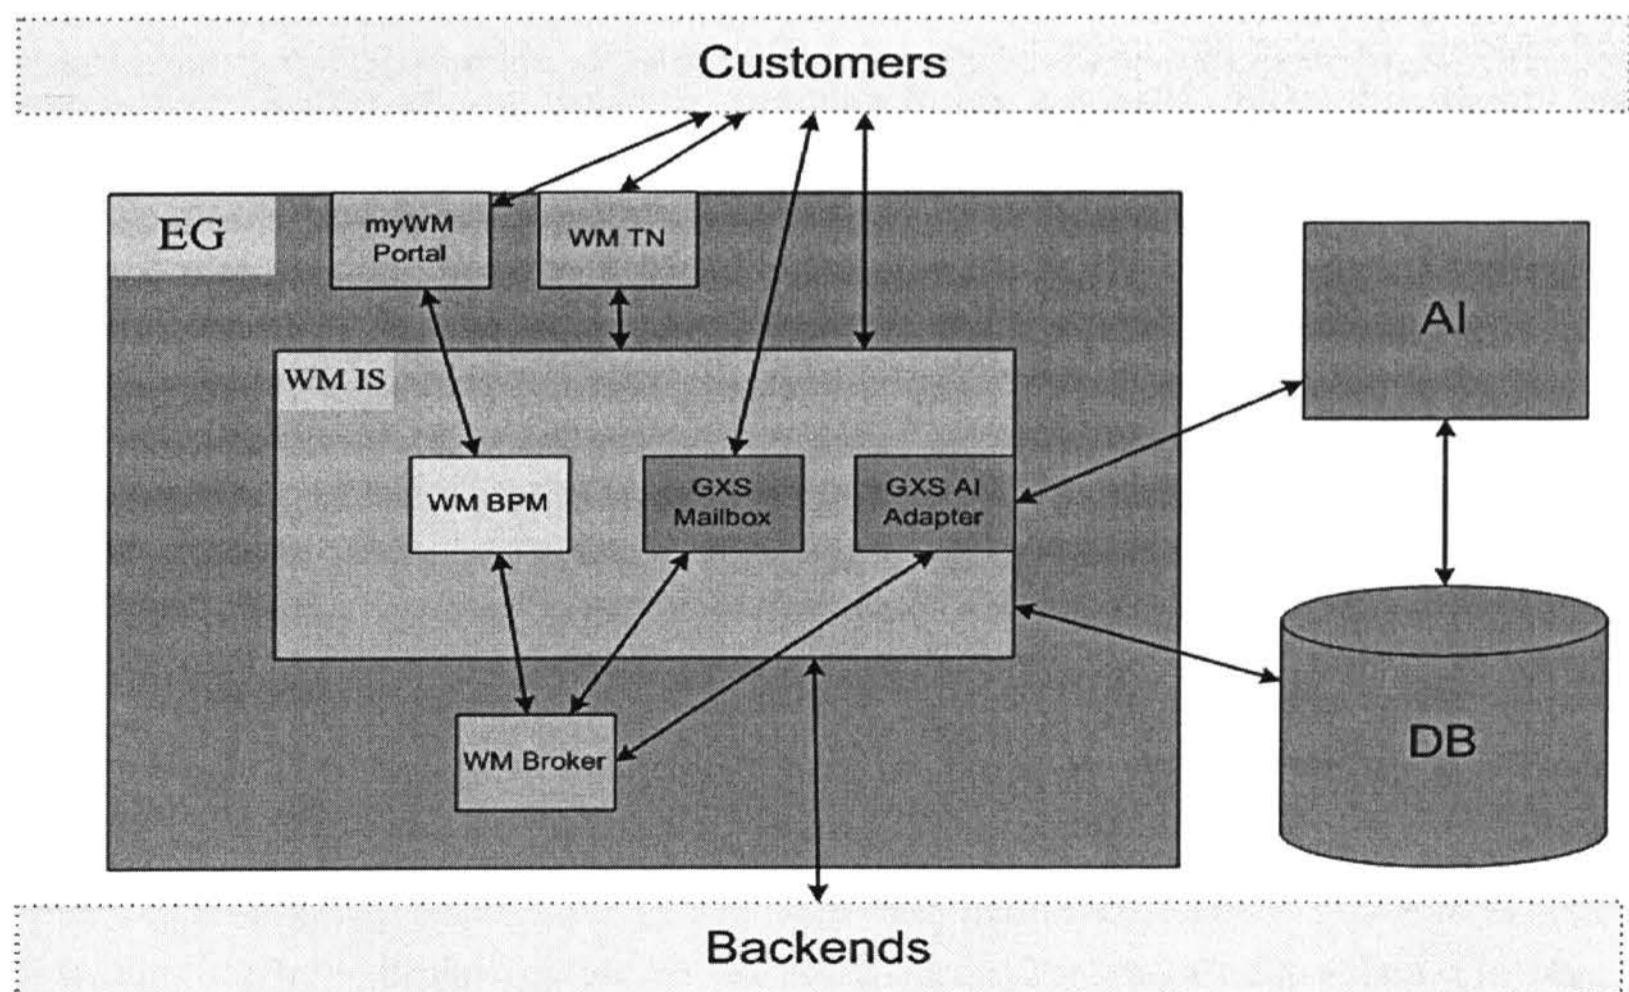 Customers
EG
myWM
Portal
WM TN
AI
WM IS
WM BPM
GXS
Mailbox
GXS AI
Adapter
WM Broker
DB
Backends